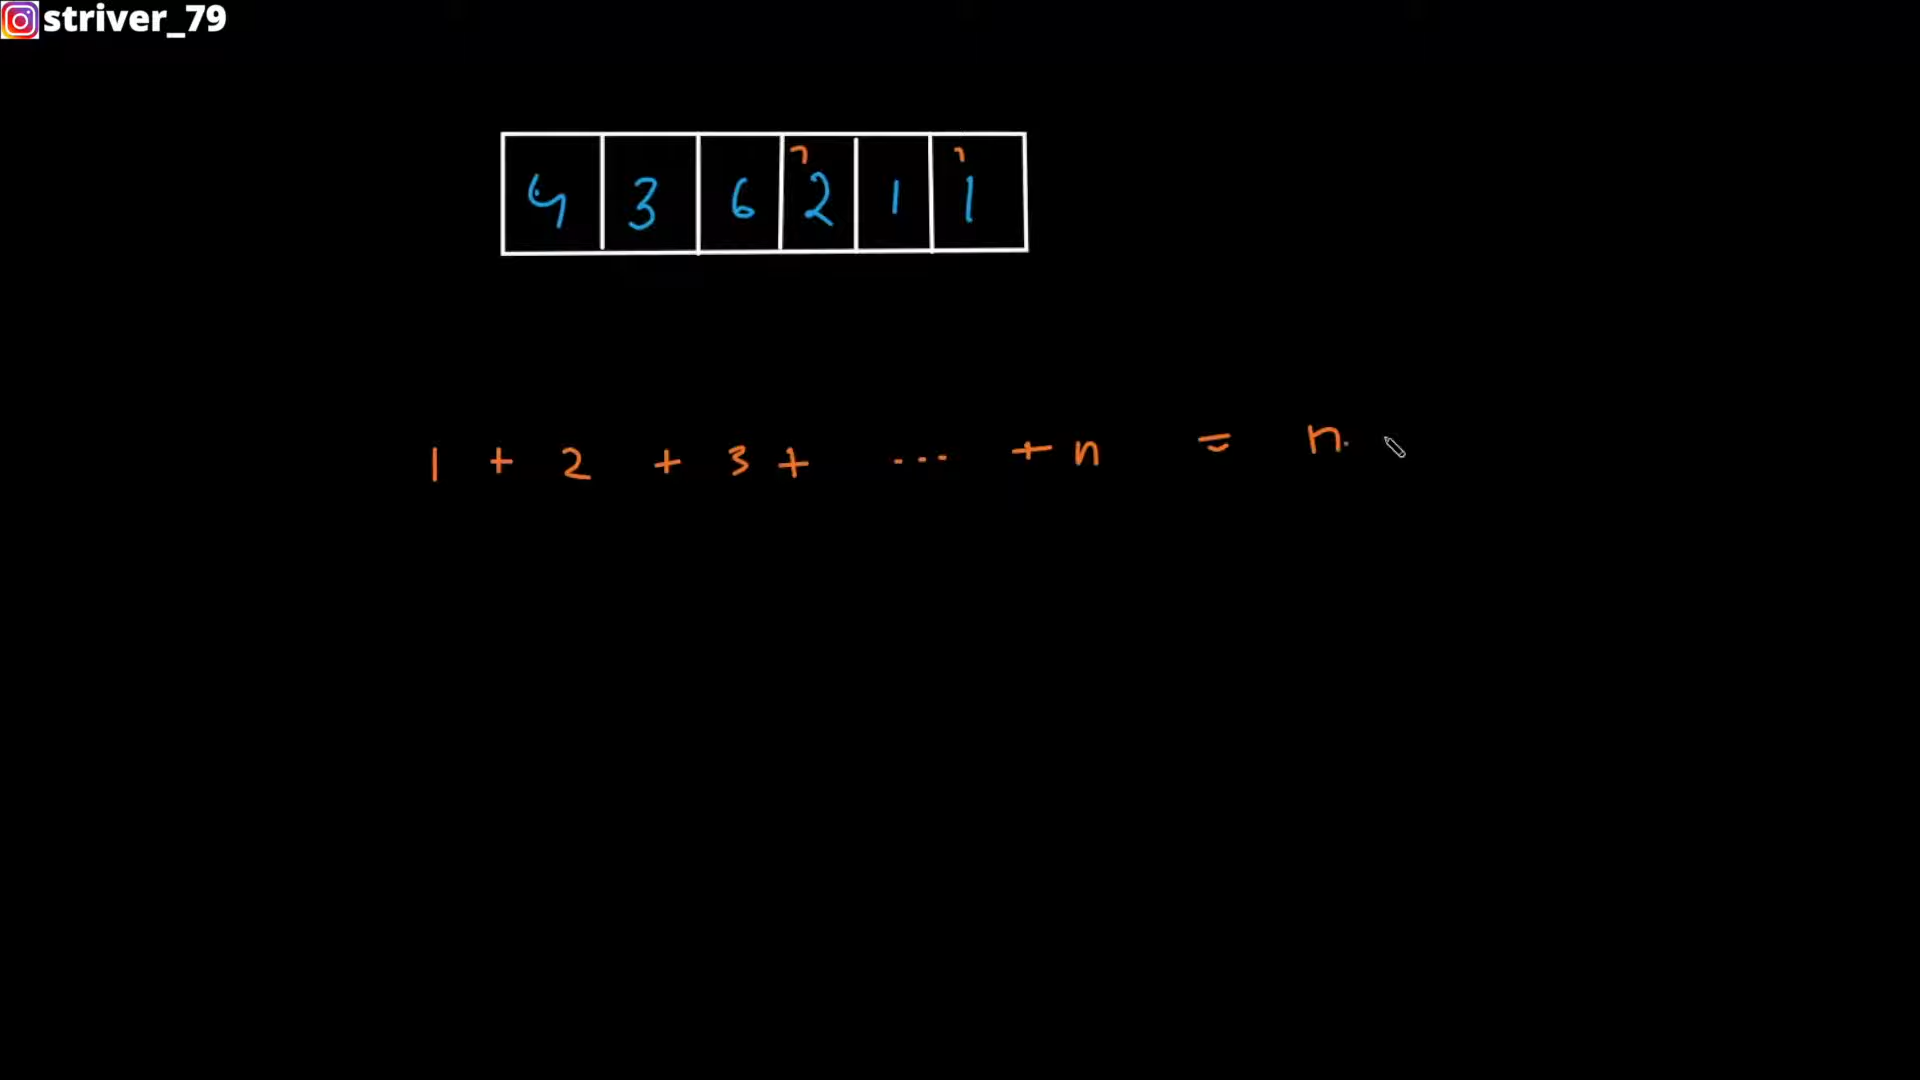 striver_79
4 3 6 2 1 1
1 + 2 + 3 + ... + n = n.